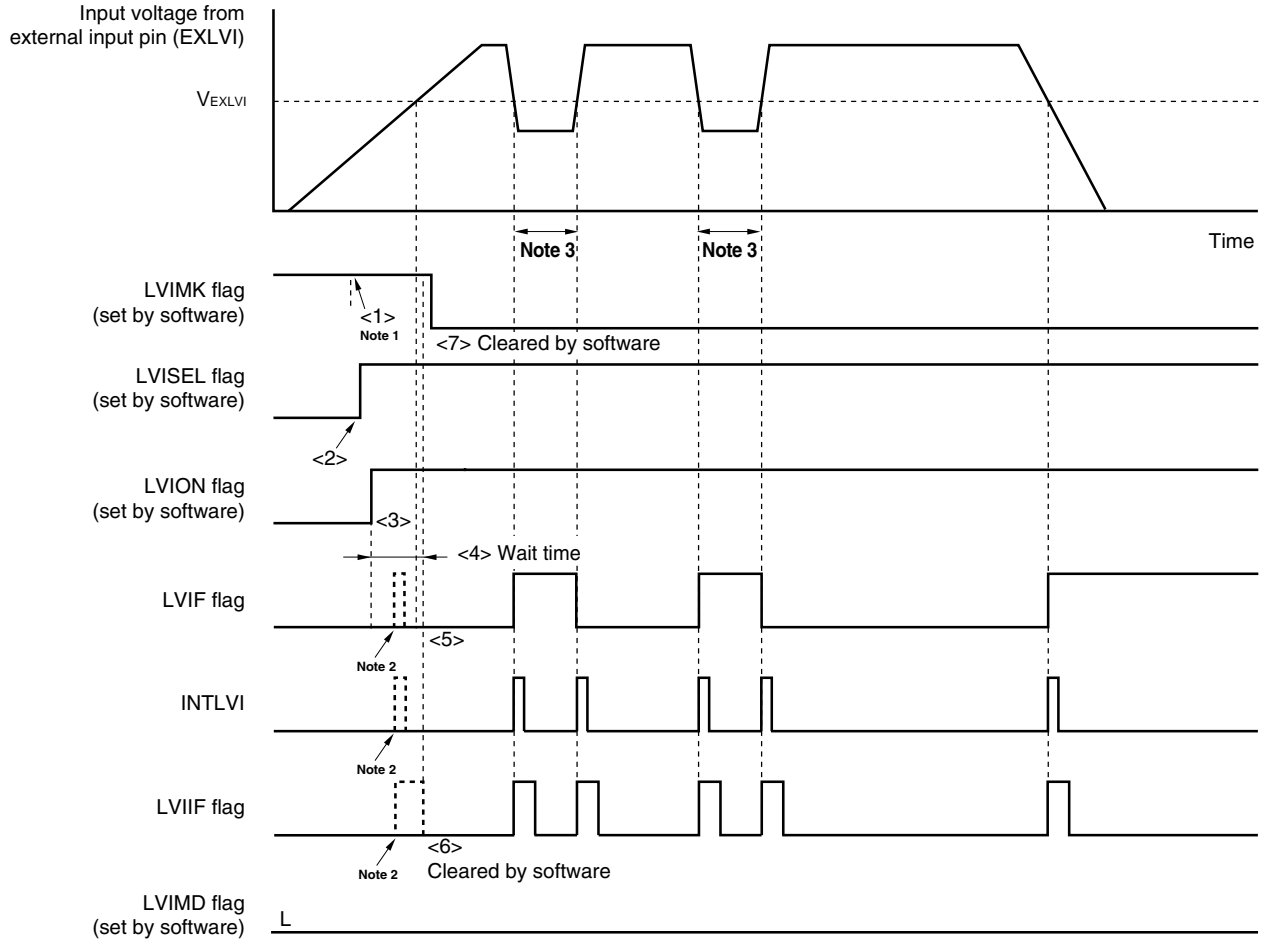 Input voltage from
external input pin (EXLVI)
VEXLVI
Time
Note 3
Note 3
LVIMK flag
(set by software)
<1>
Note 1
<7> Cleared by software
LVISEL flag
(set by software)
<2>
LVION flag
(set by software)
<3>
<4> Wait time
LVIF flag
<5>
Note 2
INTLVI
Note 2
LVIIF flag
<6>
Note 2
Cleared by software
LVIMD flag
(set by software)
L